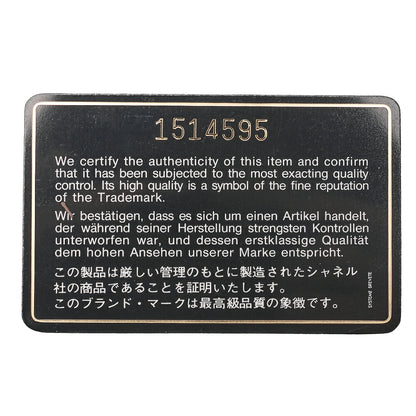 1514595
We certify the authenticity of this item and confirm
that it has been subjected to the most exacting quality
control. Its high quality is a symbol of the fine reputation
of the Trademark.
Wir bestätigen, dass es sich um einen Artikel handelt,
der während seiner Herstellung strengsten Kontrollen
unterworfen war, und dessen erstklassige Qualität
dem hohen Ansehen unserer Marke entspricht.
この製品は厳しい管理のもとに製造されたシャネル
社の商品であることを証明いたします。
このブランド・マークは最高級品質の象徴です。